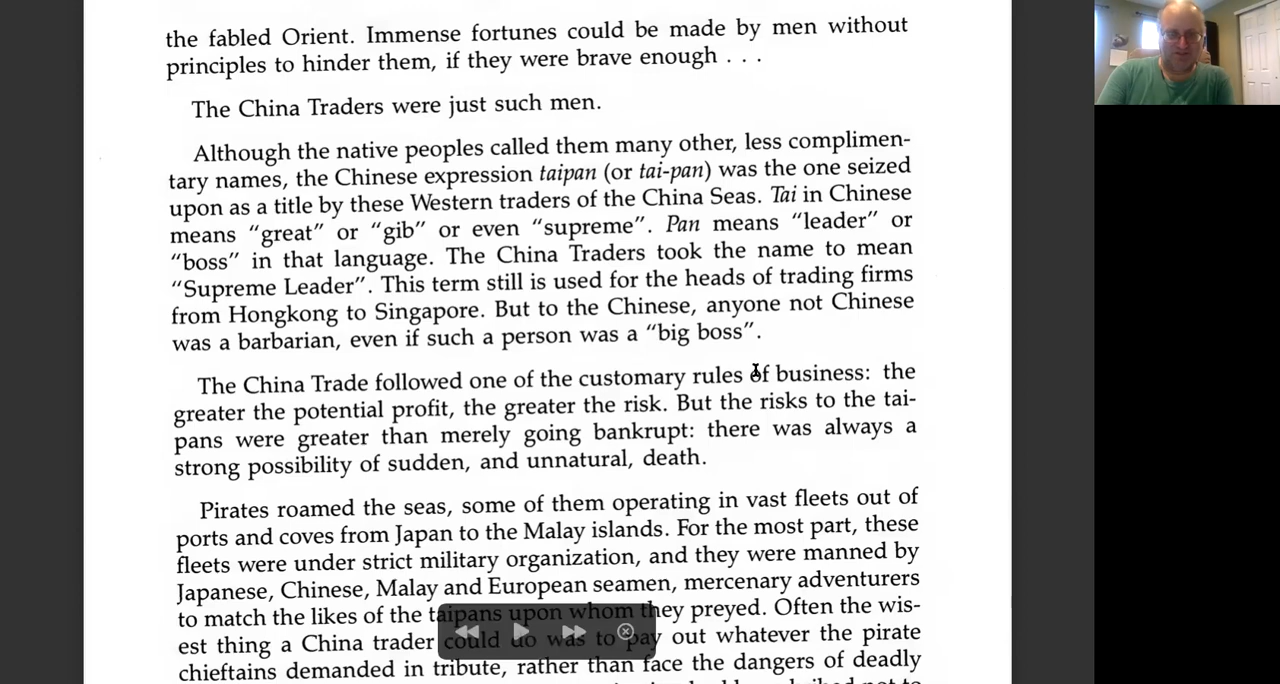 the fabled Orient. Immense fortunes could be made by men without
principles to hinder them, if they were brave enough . . .
The China Traders were just such men.
Although the native peoples called them many other, less complimen-
tary names, the Chinese expression taipan (or tai-pan) was the one seized
upon as a title by these Western traders of the China Seas. Tai in Chinese
means “great” or “gib” or even “supreme”. Pan means “leader” or
“boss” in that language. The China Traders took the name to mean
“Supreme Leader”. This term still is used for the heads of trading firms
from Hongkong to Singapore. But to the Chinese, anyone not Chinese
was a barbarian, even if such a person was a “big boss”.
The China Trade followed one of the customary rules of business: the
greater the potential profit, the greater the risk. But the risks to the tai-
pans were greater than merely going bankrupt: there was always a
strong possibility of sudden, and unnatural, death.
Pirates roamed the seas, some of them operating in vast fleets out of
ports and coves from Japan to the Malay islands. For the most part, these
fleets were under strict military organization, and they were manned by
Japanese, Chinese, Malay and European seamen, mercenary adventurers
to match the likes of the taipans upon whom they preyed. Often the wis-
est thing a China trader could do was to pay out whatever the pirate
chieftains demanded in tribute, rather than face the dangers of deadly